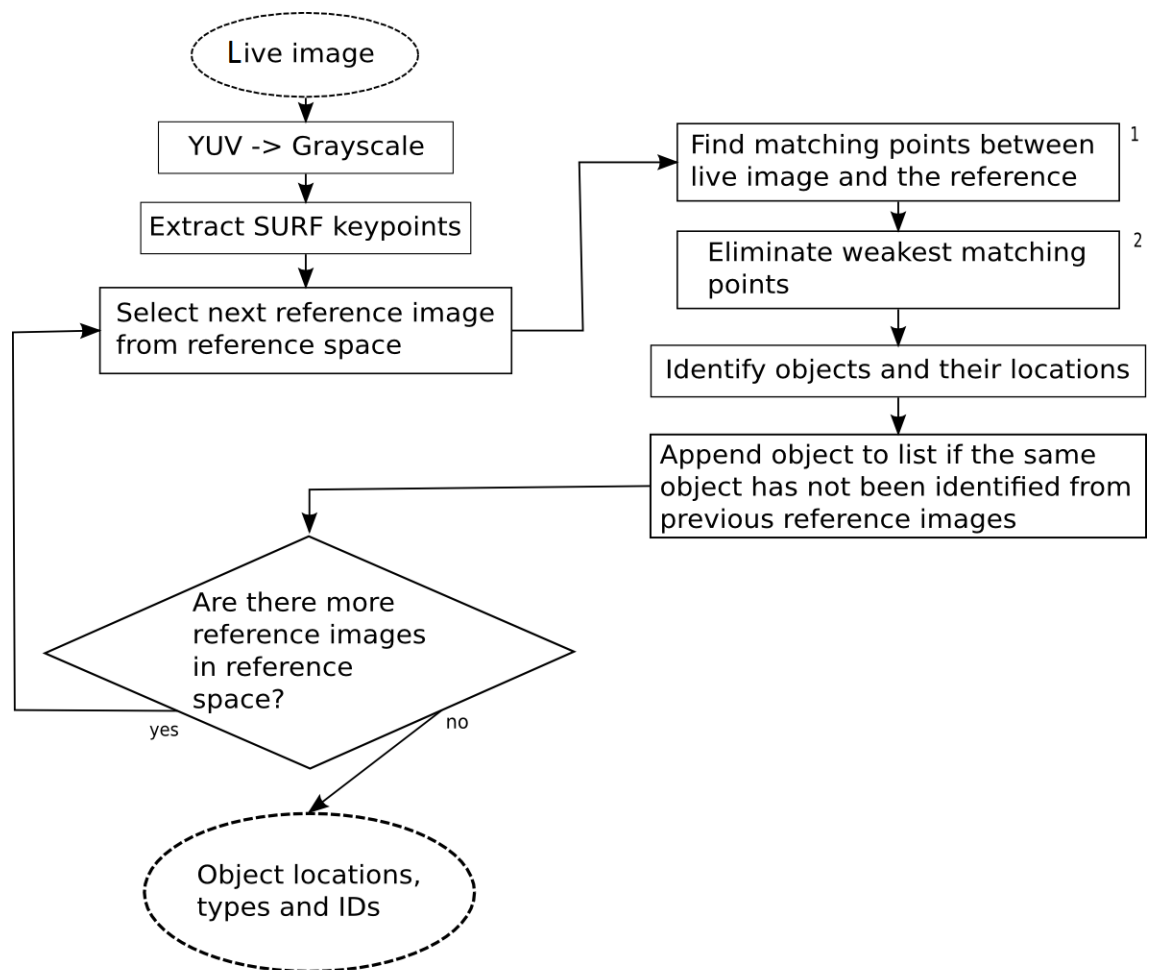 Live image
YUV -> Grayscale
Extract SURF keypoints
Select next reference image
from reference space
Find matching points between
live image and the reference
1
Eliminate weakest matching
points
2
Identify objects and their locations
Append object to list if the same
object has not been identified from
previous reference images
Are there more
reference images
in reference
space?
yes
no
Object locations,
types and IDs